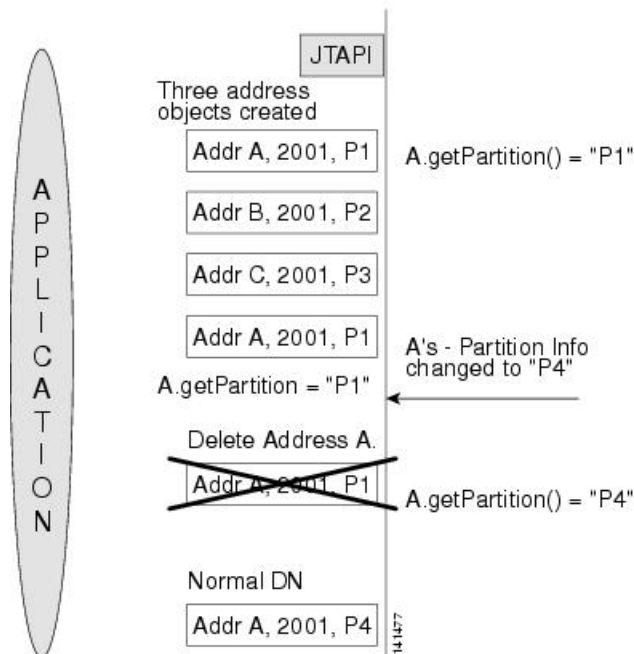 JTAPI
Three address
objects created
Addr A, 2001, P1
A.getPartition() = "P1"
APPLICATION
Addr B, 2001, P2
Addr C, 2001, P3
Addr A, 2001, P1
A's - Partition Info
changed to "P4"
A.getPartition = "P1"
Delete Address A.
Addr A, 2001, P1
A.getPartition() = "P4"
Normal DN
Addr A, 2001, P4
141477